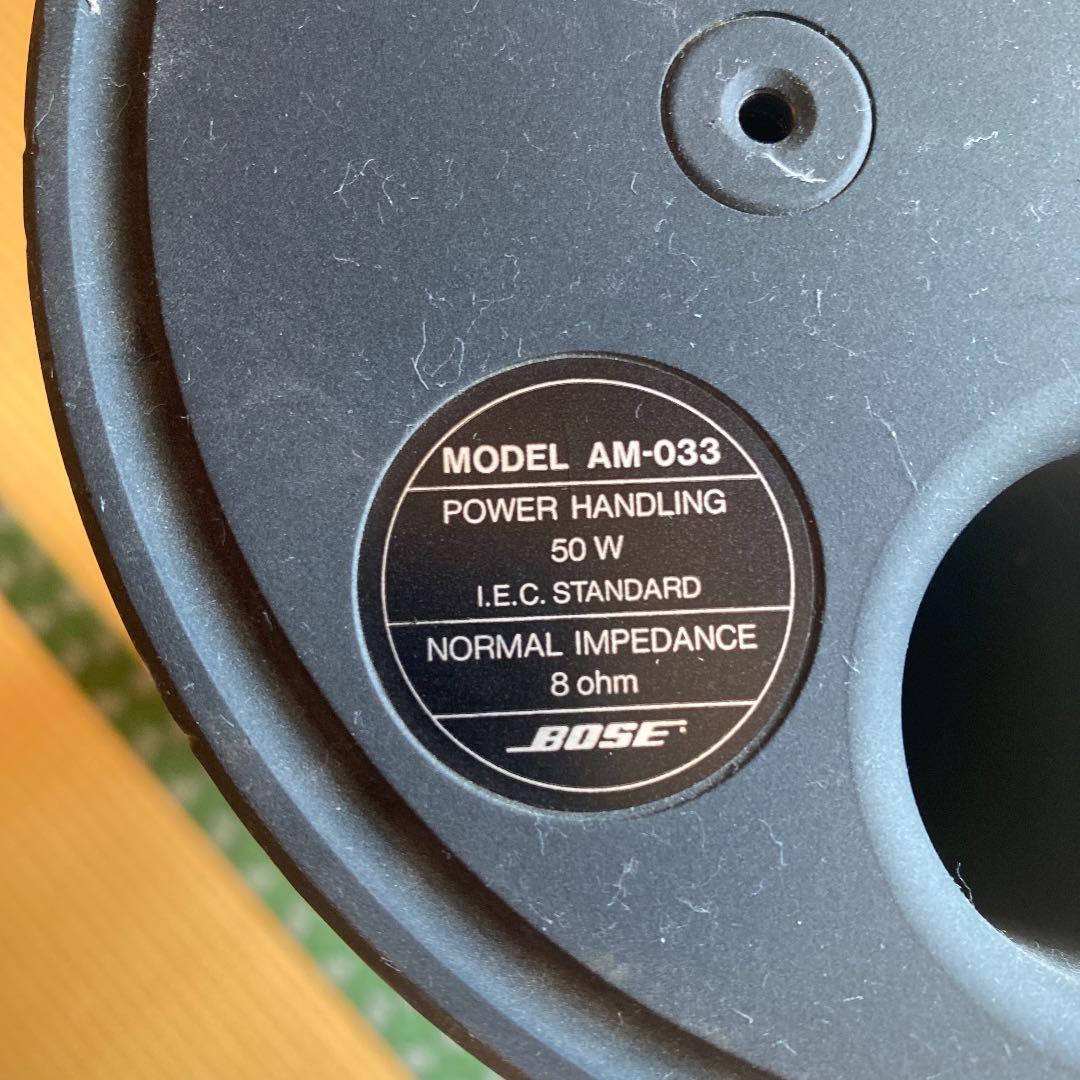 MODEL AM-033
POWER HANDLING
50 W
I.E.C. STANDARD
NORMAL IMPEDANCE
8 ohm
BOSE